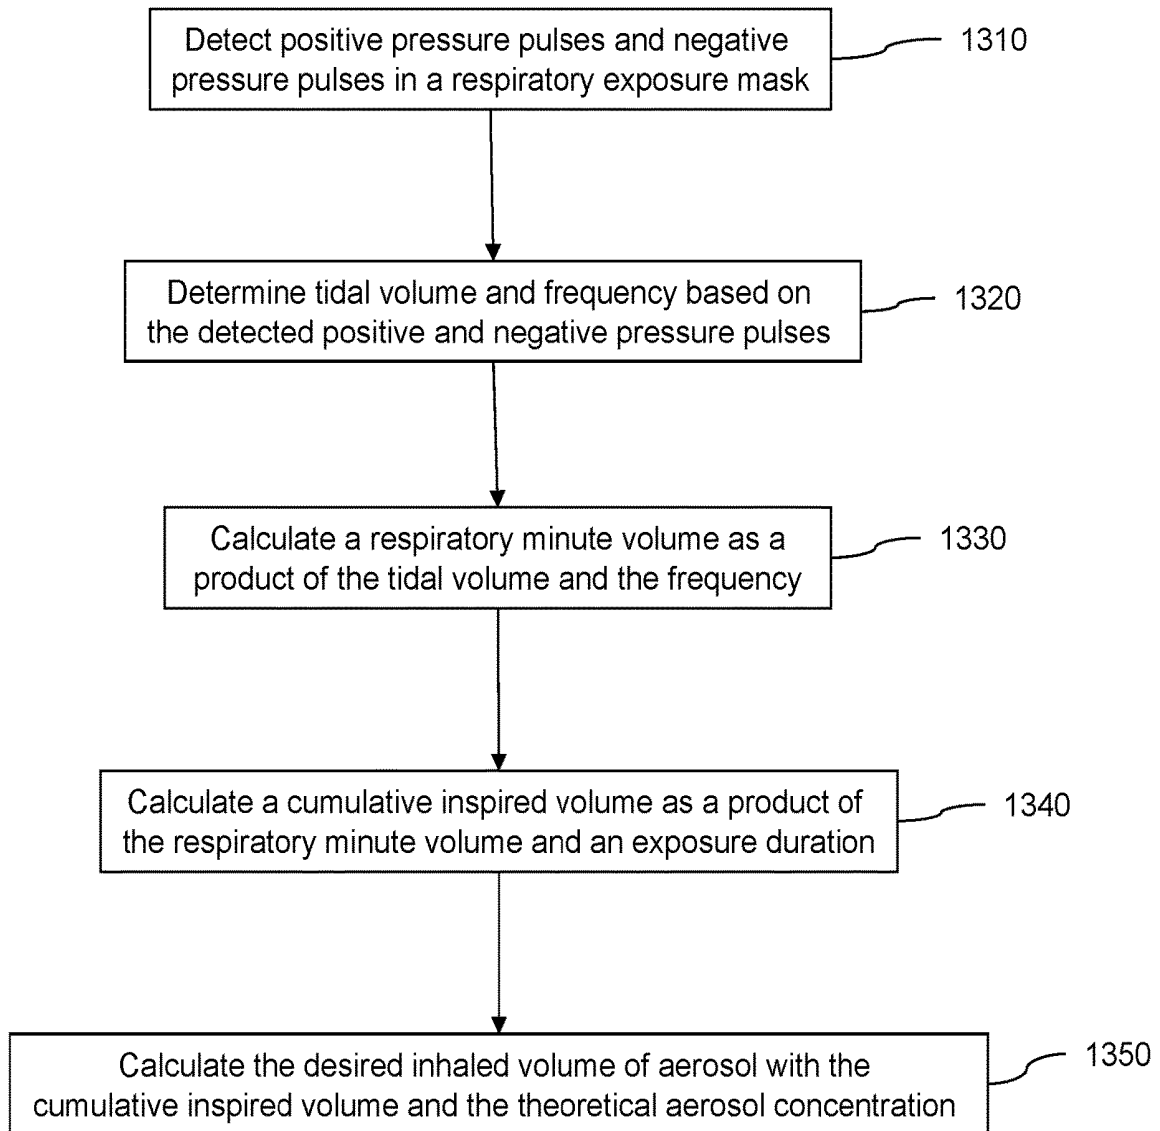 Detect positive pressure pulses and negative
pressure pulses in a respiratory exposure mask
1310
Determine tidal volume and frequency based on
the detected positive and negative pressure pulses
1320
Calculate a respiratory minute volume as a
product of the tidal volume and the frequency
1330
Calculate a cumulative inspired volume as a product of
the respiratory minute volume and an exposure duration
1340
Calculate the desired inhaled volume of aerosol with the
cumulative inspired volume and the theoretical aerosol concentration
1350